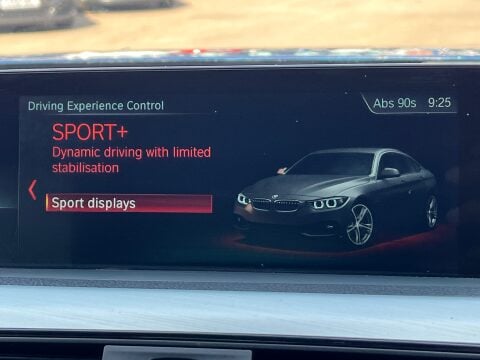 Driving Experience Control
Abs 90s 9:25
SPORT+
Dynamic driving with limited
stabilisation
Sport displays